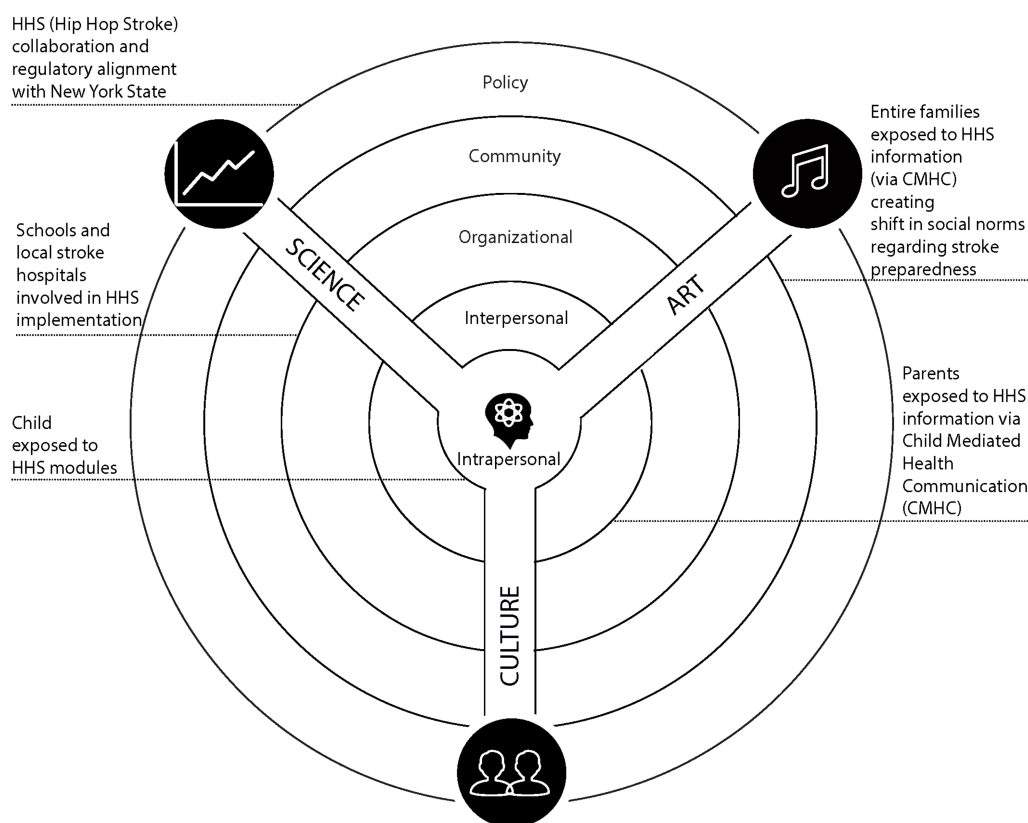 HHS (Hip Hop Stroke)
collaboration and
regulatory alignment
with New York State
Policy
Community
Organizational
Interpersonal
Intrapersonal
SCIENCE
ART
CULTURE
Entire families
exposed to HHS
information
(via CMHC)
creating
shift in social norms
regarding stroke
preparedness
Schools and
local stroke
hospitals
involved in HHS
implementation
Parents
exposed to HHS
information via
Child Mediated
Health
Communication
(CMHC)
Child
exposed to
HHS modules